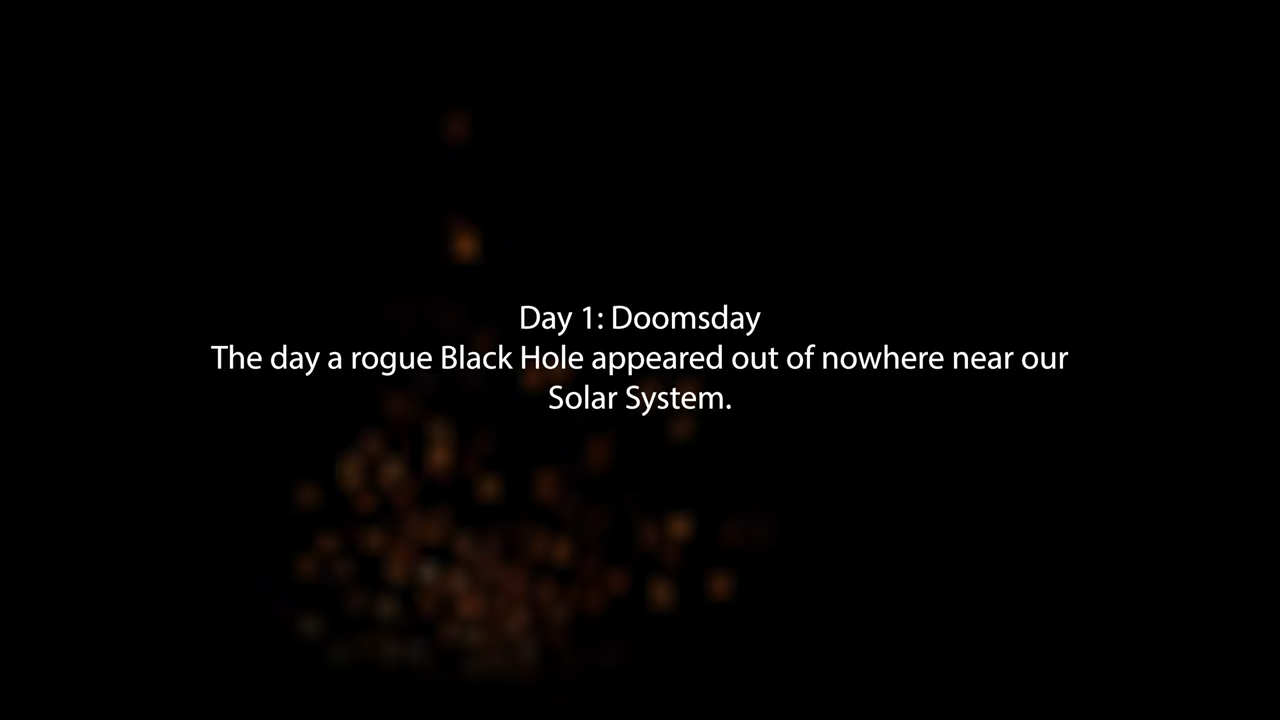 Day 1: Doomsday
The day a rogue Black Hole appeared out of nowhere near our
Solar System.